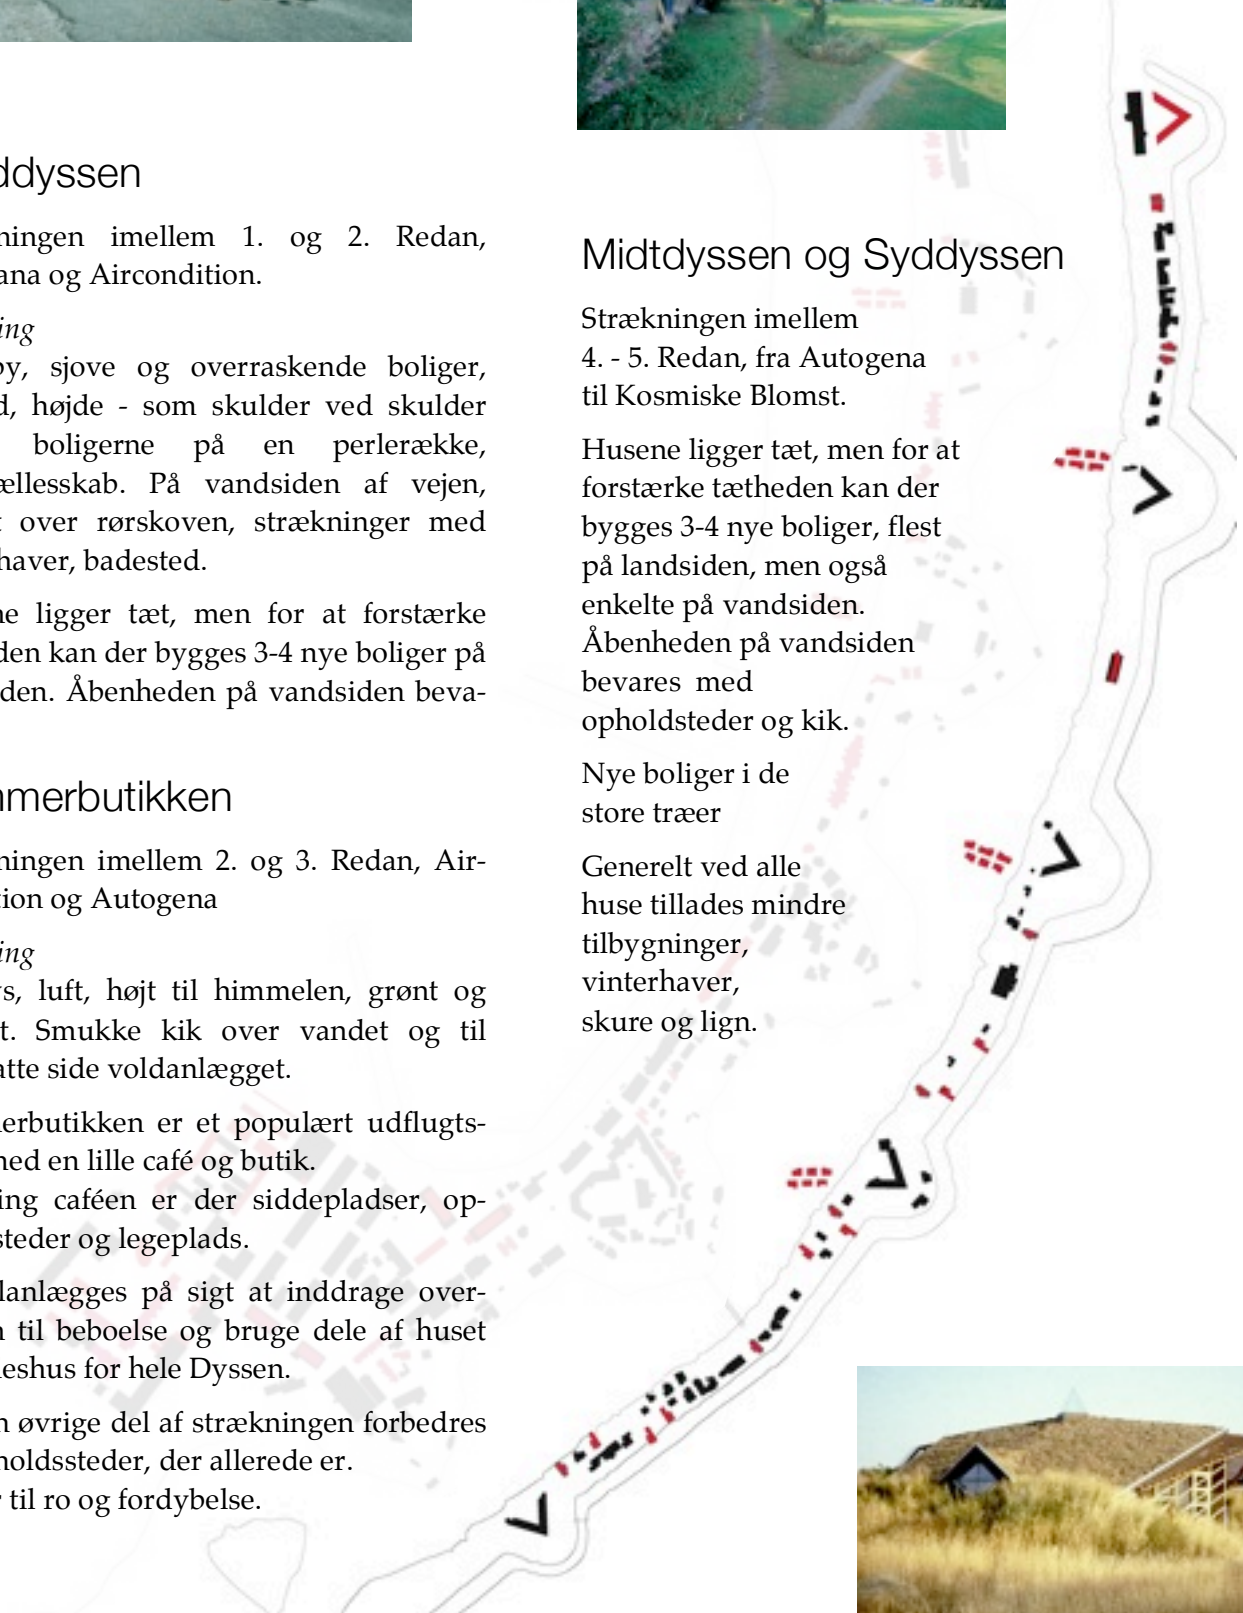 ddyssen
ningen imellem 1. og 2. Redan,
ana og Aircondition.
ing
by, sjove og overraskende boliger,
d, højde - som skulder ved skulder
boligerne på en perlerække,
ællesskab. På vandsiden af vejen,
t over rørskoven, strækninger med
haver, badested.
ne ligger tæt, men for at forstærke
den kan der bygges 3-4 nye boliger på
den. Åbenheden på vandsiden beva-
mmerbutikken
ningen imellem 2. og 3. Redan, Air-
tion og Autogena
ing
ys, luft, højt til himmelen, grønt og
t. Smukke kik over vandet og til
atte side voldanlægget.
nerbutikken er et populært udflugts-
ned en lille café og butik.
ing caféen er der siddepladser, op-
steder og legeplads.
lanlægges på sigt at inddrage over-
n til beboelse og bruge dele af huset
leshus for hele Dyssen.
n øvrige del af strækningen forbedres
holdssteder, der allerede er.
r til ro og fordybelse.
Midtdyssen og Syddyssen
Strækningen imellem
4. - 5. Redan, fra Autogena
til Kosmiske Blomst.
Husene ligger tæt, men for at
forstærke tætheden kan der
bygges 3-4 nye boliger, flest
på landsiden, men også
enkelte på vandsiden.
Åbenheden på vandsiden
bevares med
opholdsteder og kik.
Nye boliger i de
store træer
Generelt ved alle
huse tillades mindre
tilbygninger,
vinterhaver,
skure og lign.